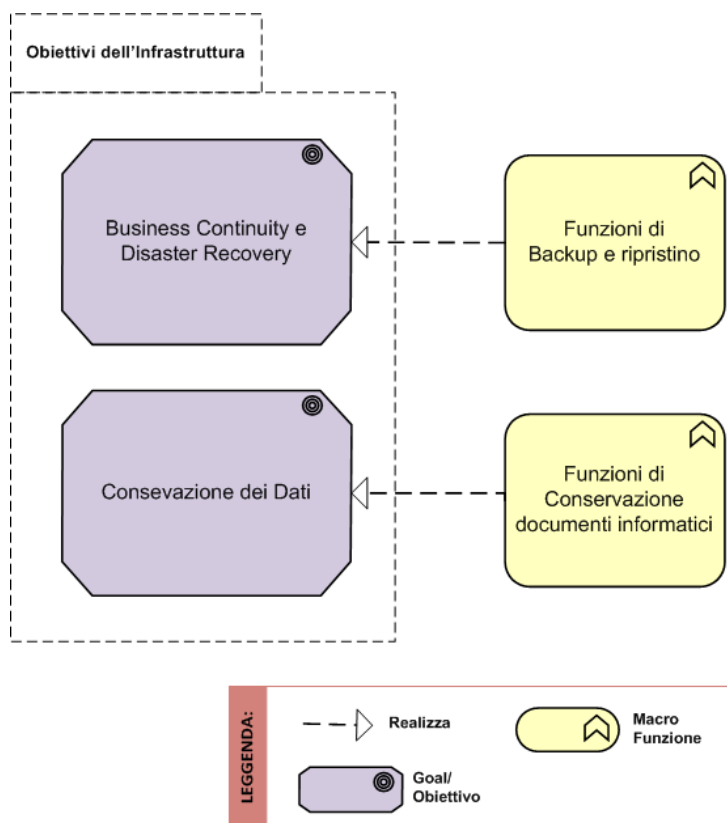 Obiettivi dell'Infrastruttura
Business Continuity e
Disaster Recovery
Funzioni di
Backup e ripristino
Consevazione dei Dati
Funzioni di
Conservazione
documenti informatici
LEGGENDA:
Realizza
Macro
Funzione
Goal/
Obiettivo